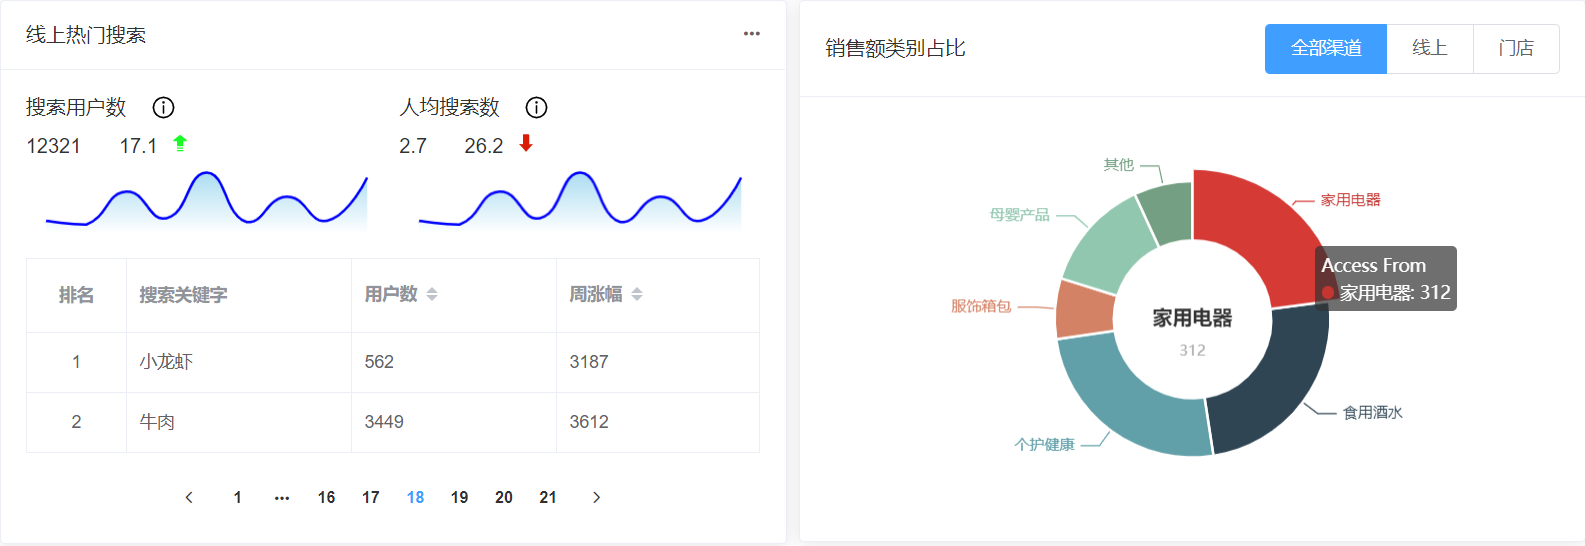 线上热门搜索
搜索用户数
12321 17.1
人均搜索数
2.7 26.2
排名 搜索关键字 用户数 周涨幅
1 小龙虾 562 3187
2 牛肉 3449 3612
1 ••• 16 17 18 19 20 21
销售额类别占比
全部渠道 线上 门店
其他
家用电器
母婴产品
Access From
家用电器: 312
服饰箱包
家用电器
312
食用酒水
个护健康